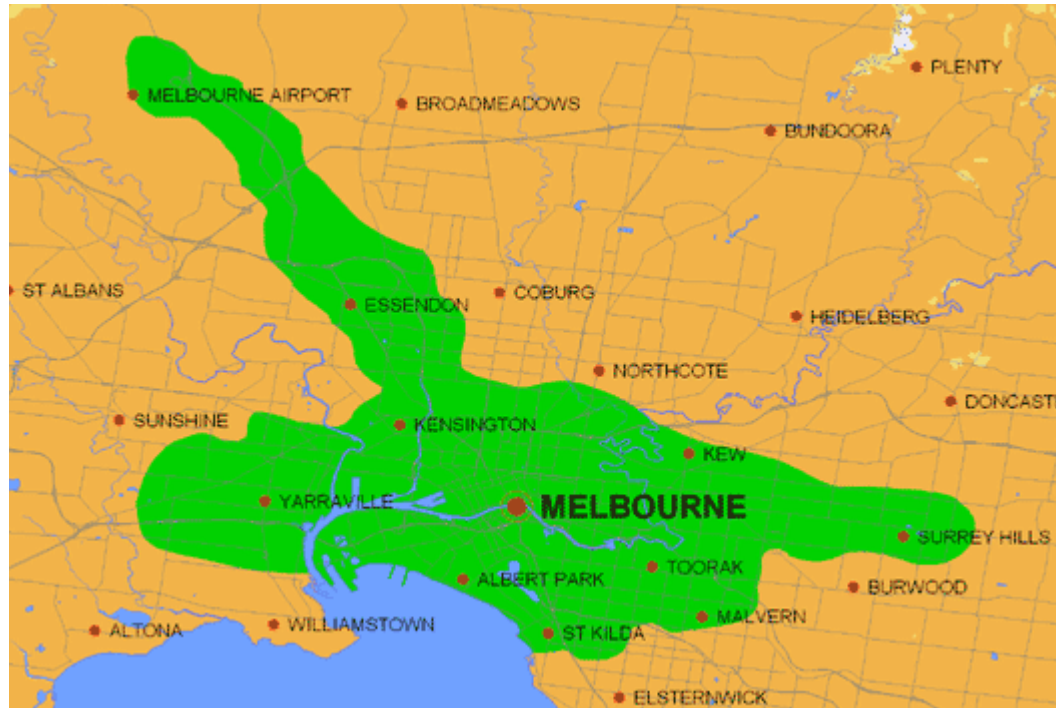 PLENTY
MELBOURNE AIRPORT
BROADMEADOWS
BUNDOORA
ST ALBANS
COBURG
ESSENDON
HEIDELBERG
NORTHCOTE
DONCAST
SUNSHINE
KENSINGTON
KEW
YARRAVILLE
MELBOURNE
SURREY HILLS
TOORAK
ALBERT PARK
BURWOOD
MALVERN
WILLIAMSTOWN
ALTONA
ST KILDA
ELSTERNWICK